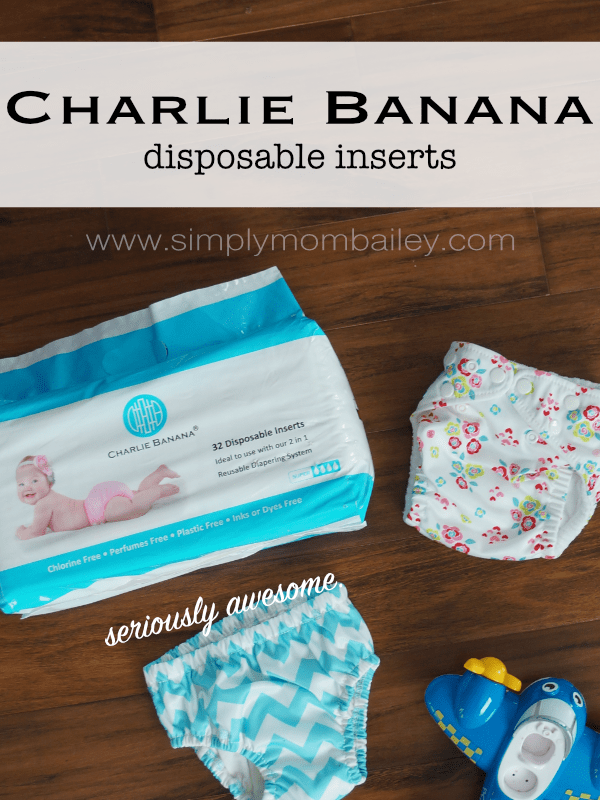 CHARLIE BANANA
disposable inserts
www.simplymombailey.com
CHARLIE BANANA®
32 Disposable Inserts
Ideal to use with our 2 in 1
Reusable Diapering System
Chlorine Free • Perfumes Free • Plastic Free • Inks or Dyes Free
seriously awesome.